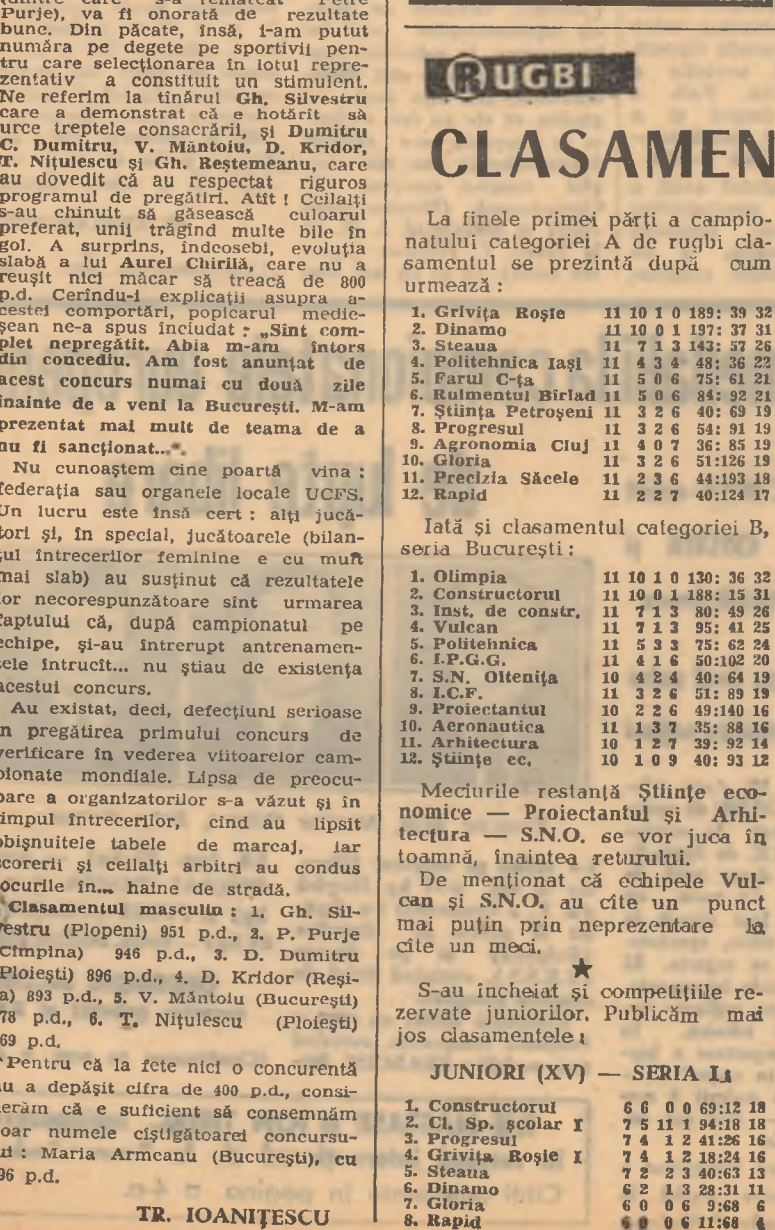 Purje), va fi onorată de rezultate
bune. Din păcate, însă, i-am putut
număra pe degete pe sportivii pen-
tru care selecționarea în lotul repre-
zentativ a constituit un stimulent.
Ne referim la tînărul Gh. Silvestru
care a demonstrat că e hotărît să
urce treptele consacrării, și Dumitru
C. Dumitru, V. Mântoiu, D. Kridor,
T. Nițulescu și Gh. Reștemeanu, care
au dovedit că au respectat riguros
programul de pregătiri. Atît ! Ceilalți
s-au chinuit să găsească culoarul
preferat, unii trăgînd multe bile în
gol. A surprins, îndeosebi, evoluția
slabă a lui Aurel Chirilă, care nu a
reușit nici măcar să treacă de 800
p.d. Cerîndu-i explicații asupra a-
cestei comportări, popicarul medie-
șean ne-a spus înciudat : „Sînt com-
plet nepregătit. Abia m-am întors
din concediu. Am fost anunțat de
acest concurs numai cu două zile
înainte de a veni la București. M-am
prezentat mai mult de teama de a
nu fi sancționat...".
Nu cunoaștem cine poartă vina :
federația sau organele locale UCFS.
Un lucru este însă cert : alți jucă-
tori și, în special, jucătoarele (bilan-
țul întrecerilor feminine e cu mult
mai slab) au susținut că rezultatele
lor necorespunzătoare sînt urmarea
faptului că, după campionatul pe
echipe, și-au întrerupt antrenamen-
tele întrucît... nu știau de existența
acestui concurs.
Au existat, deci, defecțiuni serioase
în pregătirea primului concurs de
verificare în vederea viitoarelor cam-
pionate mondiale. Lipsa de preocu-
pare a organizatorilor s-a văzut și în
timpul întrecerilor, cînd au lipsit
obișnuitele tabele de marcaj, iar
scorerii și ceilalți arbitri au condus
jocurile în... haine de stradă.
Clasamentul masculin : 1. Gh. Sil-
vestru (Plopeni) 951 p.d., 2. P. Purje
(Cîmpina) 946 p.d., 3. D. Dumitru
(Ploiești) 896 p.d., 4. D. Kridor (Reși-
a) 893 p.d., 5. V. Mântoiu (București)
78 p.d., 6. T. Nițulescu (Ploiești)
69 p.d.
Pentru că la fete nici o concurentă
nu a depășit cifra de 400 p.d., consi-
derăm că e suficient să consemnăm
doar numele cîștigătoarei concursu-
lui : Maria Armeanu (București), cu
96 p.d.
TR. IOANIȚESCU
RUGBI
CLASAMEN
La finele primei părți a campio-
natului categoriei A de rugbi cla-
samentul se prezintă după cum
urmează :
1. Grivița Roșie 11 10 1 0 189: 39 32
2. Dinamo 11 10 0 1 197: 37 31
3. Steaua 11 7 1 3 143: 57 26
4. Politehnica Iași 11 4 3 4 48: 36 22
5. Farul C-ța 11 5 0 6 75: 61 21
6. Rulmentul Bîrlad 11 5 0 6 84: 92 21
7. Știința Petroșeni 11 3 2 6 40: 69 19
8. Progresul 11 3 2 6 54: 91 19
9. Agronomia Cluj 11 4 0 7 36: 85 19
10. Gloria 11 3 2 6 51:126 19
11. Precizia Săcele 11 2 3 6 44:193 18
12. Rapid 11 2 2 7 40:124 17
Iată și clasamentul categoriei B,
seria București :
1. Olimpia 11 10 1 0 130: 36 32
2. Constructorul 11 10 0 1 188: 15 31
3. Inst. de constr. 11 7 1 3 80: 49 26
4. Vulcan 11 7 1 3 95: 41 25
5. Politehnica 11 5 3 3 75: 62 24
6. I.P.G.G. 11 4 1 6 50:102 20
7. S.N. Oltenița 10 4 2 4 40: 64 19
8. I.C.F. 11 3 2 6 51: 89 19
9. Proiectantul 10 2 2 6 49:140 16
10. Aeronautica 11 1 3 7 35: 88 16
11. Arhitectura 10 1 2 7 39: 92 14
12. Științe ec. 10 1 0 9 40: 93 12
Meciurile restanță Științe eco-
nomice — Proiectantul și Arhi-
tectura — S.N.O. se vor juca în
toamnă, înaintea returului.
De menționat că echipele Vul-
can și S.N.O. au cîte un punct
mai puțin prin neprezentare la
cîte un meci.
★
S-au încheiat și competițiile re-
zervate juniorilor. Publicăm mai
jos clasamentele :
JUNIORI (XV) — SERIA I :
1. Constructorul 6 6 0 0 69:12 18
2. Cl. Sp. școlar I 7 5 11 1 94:18 18
3. Progresul 7 4 1 2 41:26 16
4. Grivița Roșie I 7 4 1 2 18:24 16
5. Steaua 7 2 2 3 40:63 13
6. Dinamo 6 2 1 3 28:31 11
7. Gloria 6 0 0 6 9:68 6
8. Rapid 6 0 0 6 11:68 4